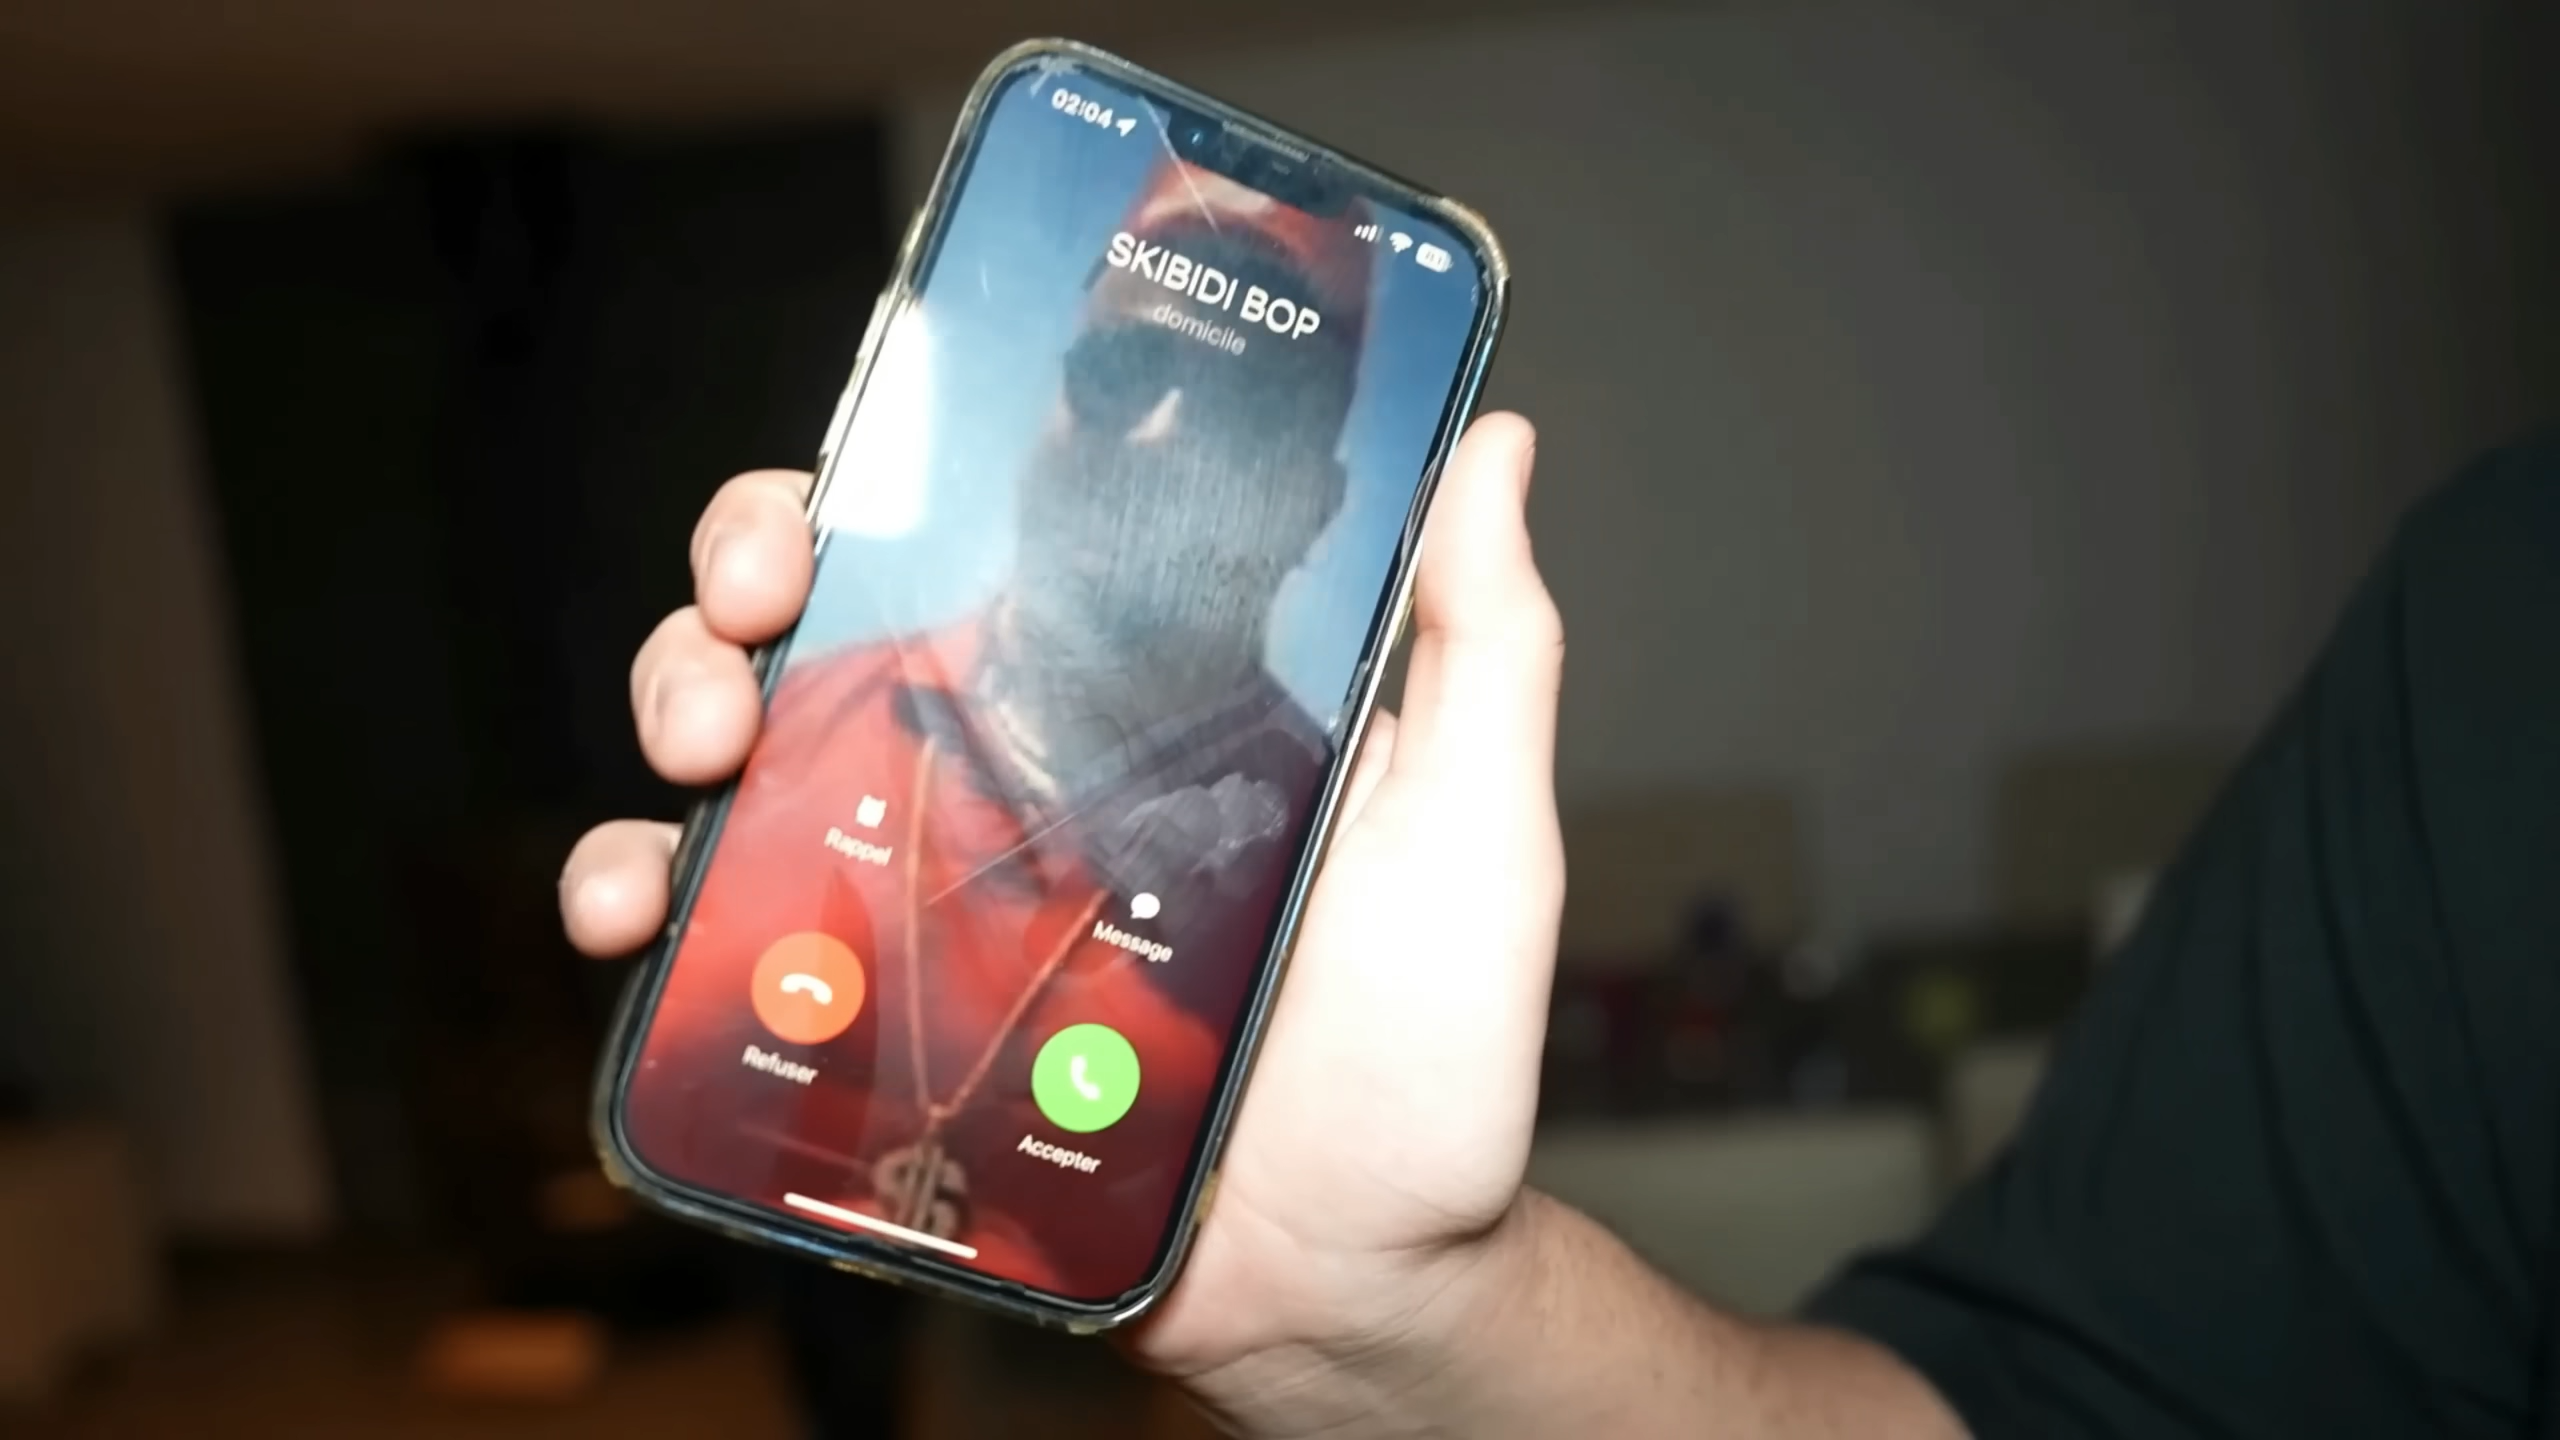 02:04
SKIBIDI BOP
domicile
Rappel
Message
Refuser
Accepter